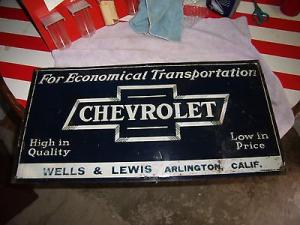 For Economical Transportation
CHEVROLET
High in
Quality
Low in
Price
WELLS & LEWIS ARLINGTON, CALIF.